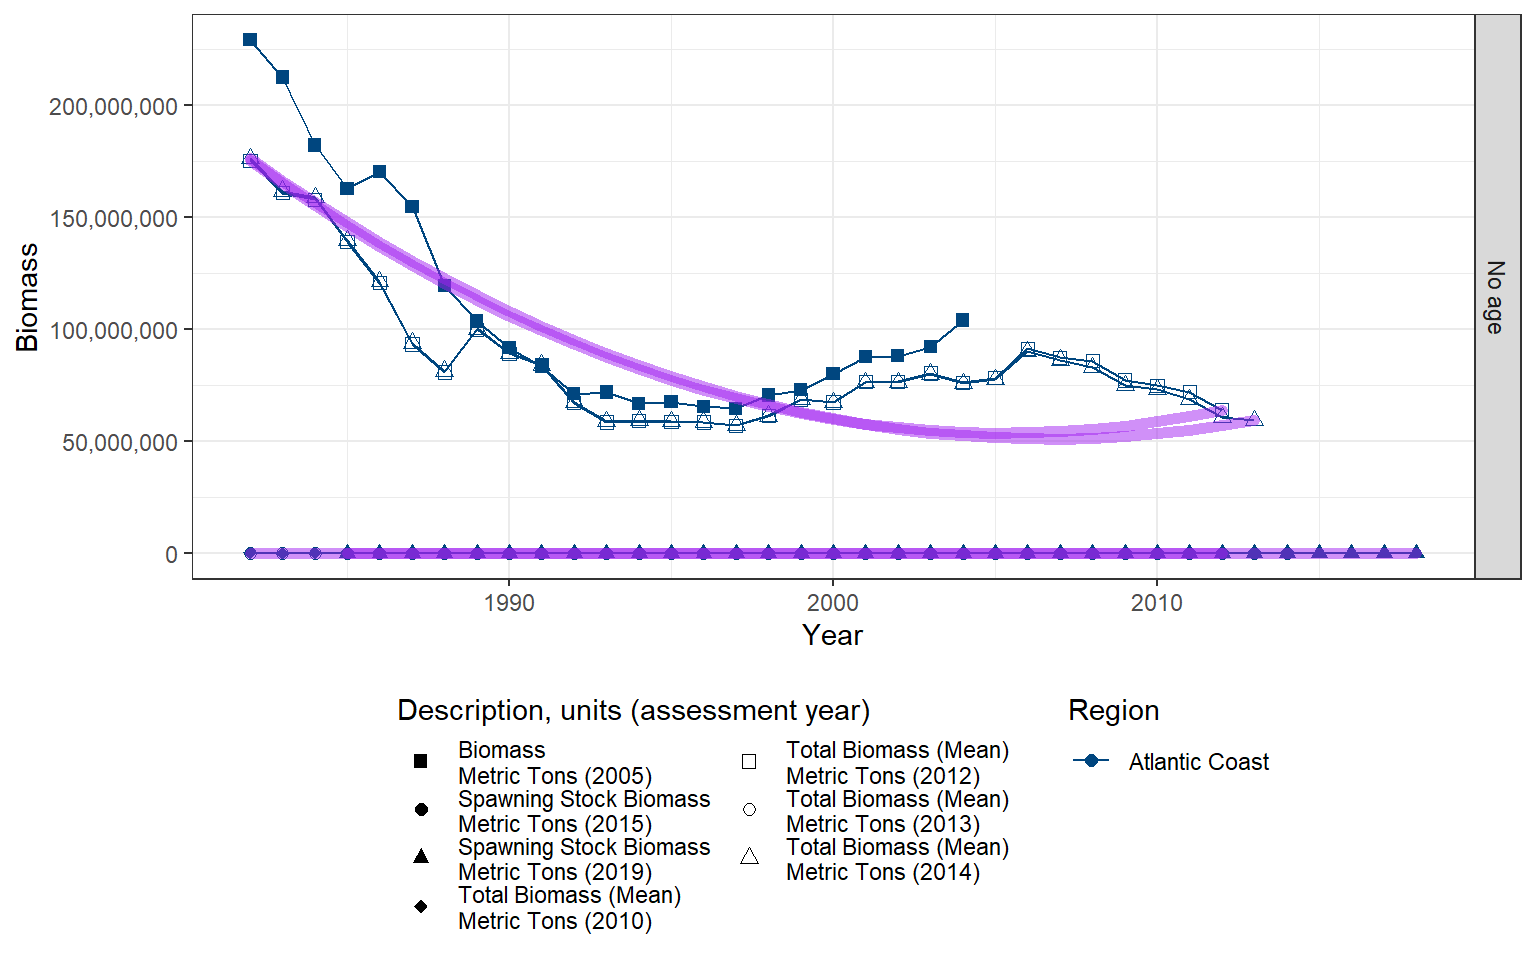 200,000,000
150,000,000
100,000,000
50,000,000
0
Biomass
No age
1990 2000 2010
Year
Description, units (assessment year)
Biomass
Metric Tons (2005)
Spawning Stock Biomass
Metric Tons (2015)
Spawning Stock Biomass
Metric Tons (2019)
Total Biomass (Mean)
Metric Tons (2010)
Total Biomass (Mean)
Metric Tons (2012)
Total Biomass (Mean)
Metric Tons (2013)
Total Biomass (Mean)
Metric Tons (2014)
Region
Atlantic Coast